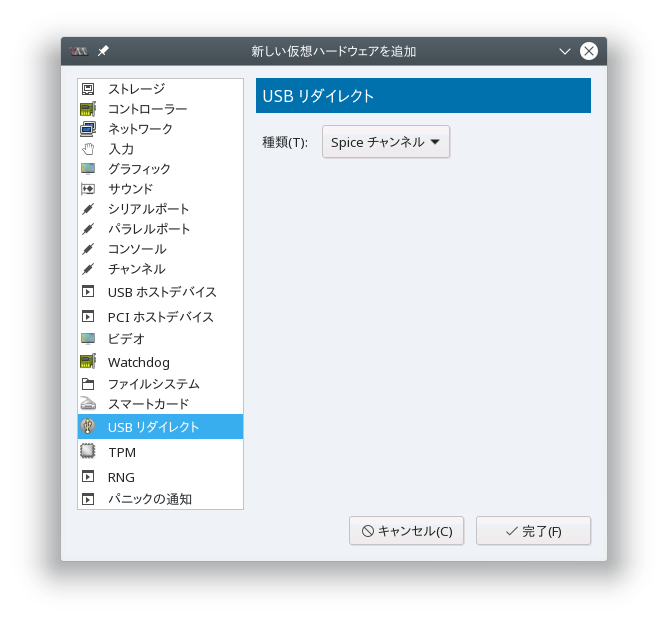 新しい仮想ハードウェアを追加
ストレージ
コントローラー
ネットワーク
入力
グラフィック
サウンド
シリアルポート
パラレルポート
コンソール
チャンネル
USB ホストデバイス
PCI ホストデバイス
ビデオ
Watchdog
ファイルシステム
スマートカード
USB リダイレクト
TPM
RNG
パニックの通知
USB リダイレクト
種類(T): Spice チャンネル
キャンセル(C) 完了(F)